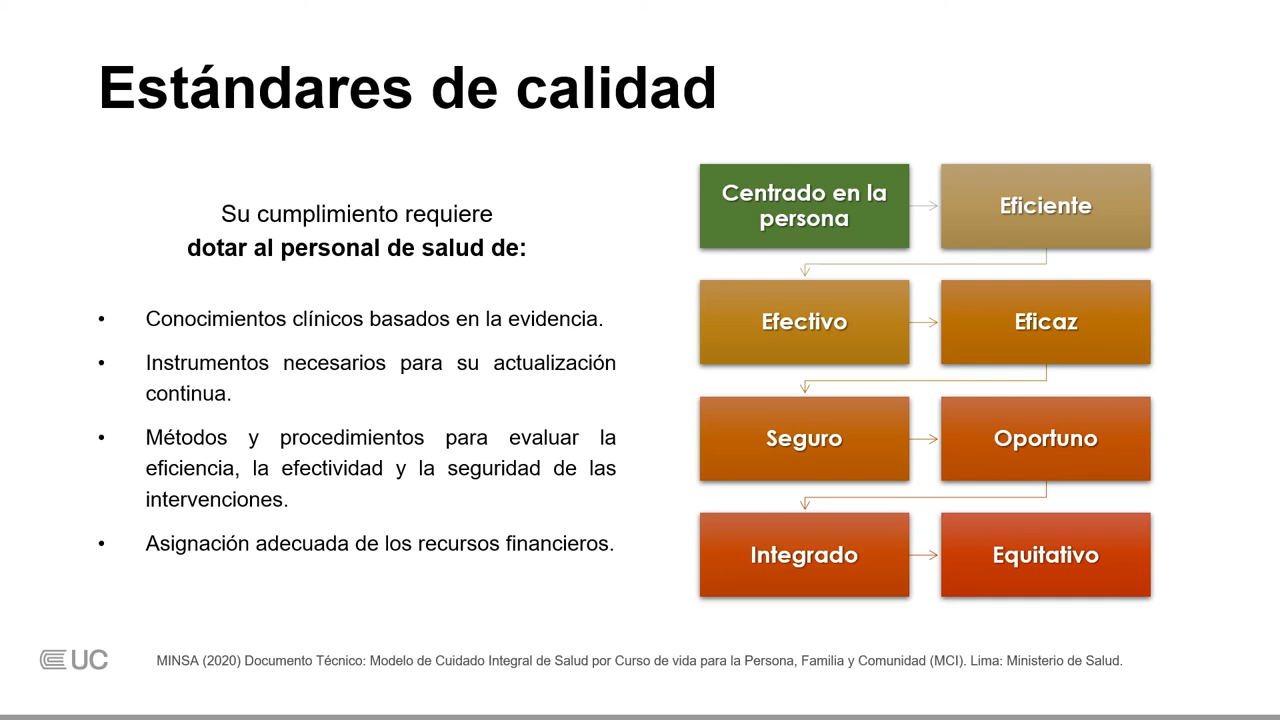 Estándares de calidad
Su cumplimiento requiere
dotar al personal de salud de:
• Conocimientos clínicos basados en la evidencia.
• Instrumentos necesarios para su actualización
continua.
• Métodos y procedimientos para evaluar la
eficiencia, la efectividad y la seguridad de las
intervenciones.
• Asignación adecuada de los recursos financieros.
Centrado en la
persona
Eficiente
Efectivo
Eficaz
Seguro
Oportuno
Integrado
Equitativo
UC
MINSA (2020) Documento Técnico: Modelo de Cuidado Integral de Salud por Curso de vida para la Persona, Familia y Comunidad (MCI). Lima: Ministerio de Salud.